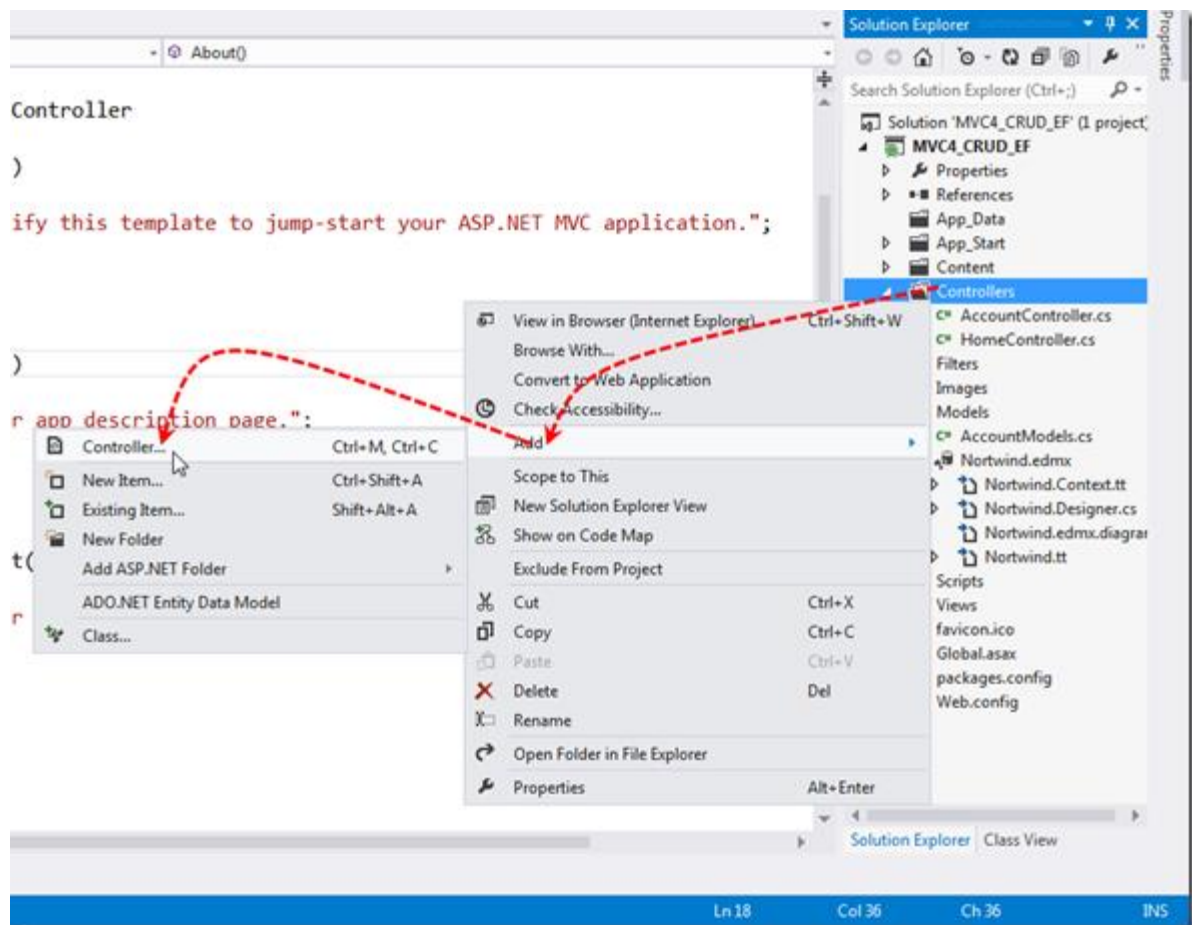 About()
Controller
)
ify this template to jump-start your ASP.NET MVC application.";
)
r app description page.":
t(
r
Controller... Ctrl+M, Ctrl+C
New Item... Ctrl+Shift+A
Existing Item... Shift+Alt+A
New Folder
Add ASP.NET Folder
ADO.NET Entity Data Model
Class...
View in Browser (Internet Explorer) Ctrl+Shift+W
Browse With...
Convert to Web Application
Check Accessibility...
Add
Scope to This
New Solution Explorer View
Show on Code Map
Exclude From Project
Cut Ctrl+X
Copy Ctrl+C
Paste Ctrl+V
Delete Del
Rename
Open Folder in File Explorer
Properties Alt+Enter
Solution Explorer
Search Solution Explorer (Ctrl+;)
Solution 'MVC4_CRUD_EF' (1 project
MVC4_CRUD_EF
Properties
References
App_Data
App_Start
Content
Controllers
C# AccountController.cs
C# HomeController.cs
Filters
Images
Models
C# AccountModels.cs
Nortwind.edmx
Nortwind.Context.tt
Nortwind.Designer.cs
Nortwind.edmx.diagrar
Nortwind.tt
Scripts
Views
favicon.ico
Global.asax
packages.config
Web.config
Solution Explorer Class View
Properties
Ln 18 Col 36 Ch 36 INS